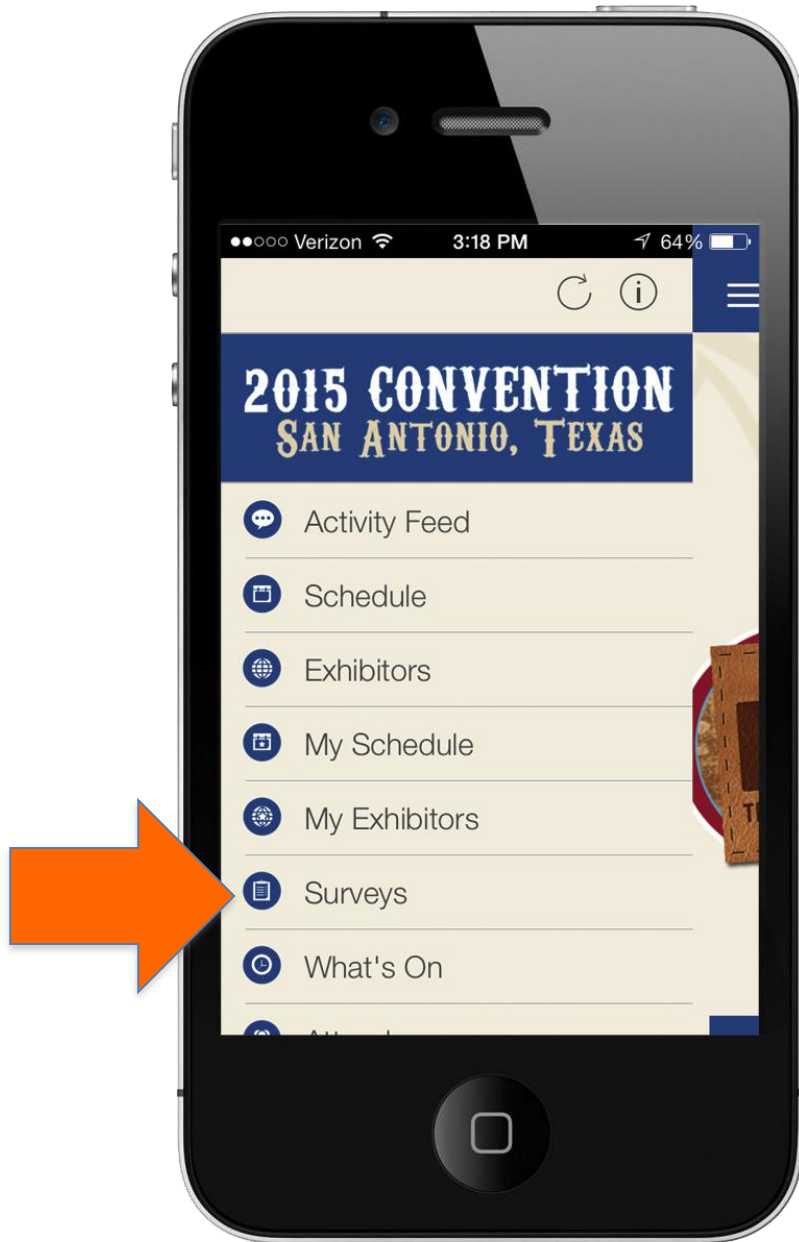 Verizon 3:18 PM 64%
2015 CONVENTION
SAN ANTONIO, TEXAS
Activity Feed
Schedule
Exhibitors
My Schedule
My Exhibitors
Surveys
What's On